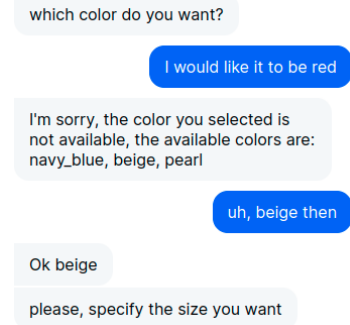 which color do you want?
I would like it to be red
I'm sorry, the color you selected is
not available, the available colors are:
navy_blue, beige, pearl
uh, beige then
Ok beige
please, specify the size you want